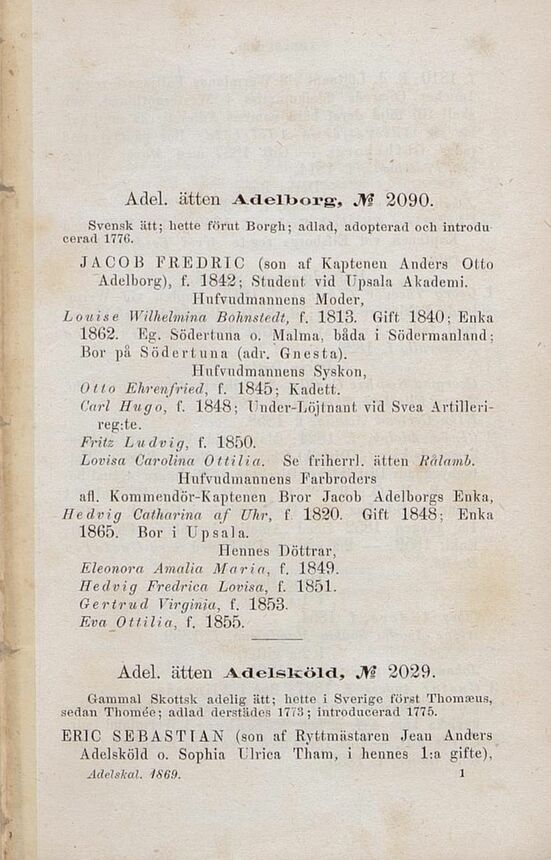 Adel. ätten Adelborg, № 2090.
Svensk ätt; hette förut Borgh; adlad, adopterad och introdu-
cerad 1776.
JACOB FREDRIC (son af Kaptenen Anders Otto
Adelborg), f. 1842; Student vid Upsala Akademi.
Hufvudmannens Moder,
Louise Wilhelmina Bohnstedt, f. 1813. Gift 1840; Enka
1862. Eg. Södertuna o. Malma, båda i Södermanland;
Bor på Södertuna (adr. Gnesta).
Hufvudmannens Syskon,
Otto Ehrenfried, f. 1845; Kadett.
Carl Hugo, f. 1848; Under-Löjtnant vid Svea Artilleri-
reg:te.
Fritz Ludvig, f. 1850.
Lovisa Carolina Ottilia. Se friherrl. ätten Rålamb.
Hufvudmannens Farbroders
afl. Kommendör-Kaptenen Bror Jacob Adelborgs Enka,
Hedvig Catharina af Uhr, f. 1820. Gift 1848; Enka
1865. Bor i Upsala.
Hennes Döttrar,
Eleonora Amalia Maria, f. 1849.
Hedvig Fredrica Lovisa, f. 1851.
Gertrud Virginia, f. 1853.
Eva Ottilia, f. 1855.
Adel. ätten Adelsköld, № 2029.
Gammal Skottsk adelig ätt; hette i Sverige först Thomæus,
sedan Thomée; adlad derstädes 1773; introducerad 1775.
ERIC SEBASTIAN (son af Ryttmästaren Jean Anders
Adelsköld o. Sophia Ulrica Tham, i hennes 1:a gifte),
Adelskal. 1869. 1